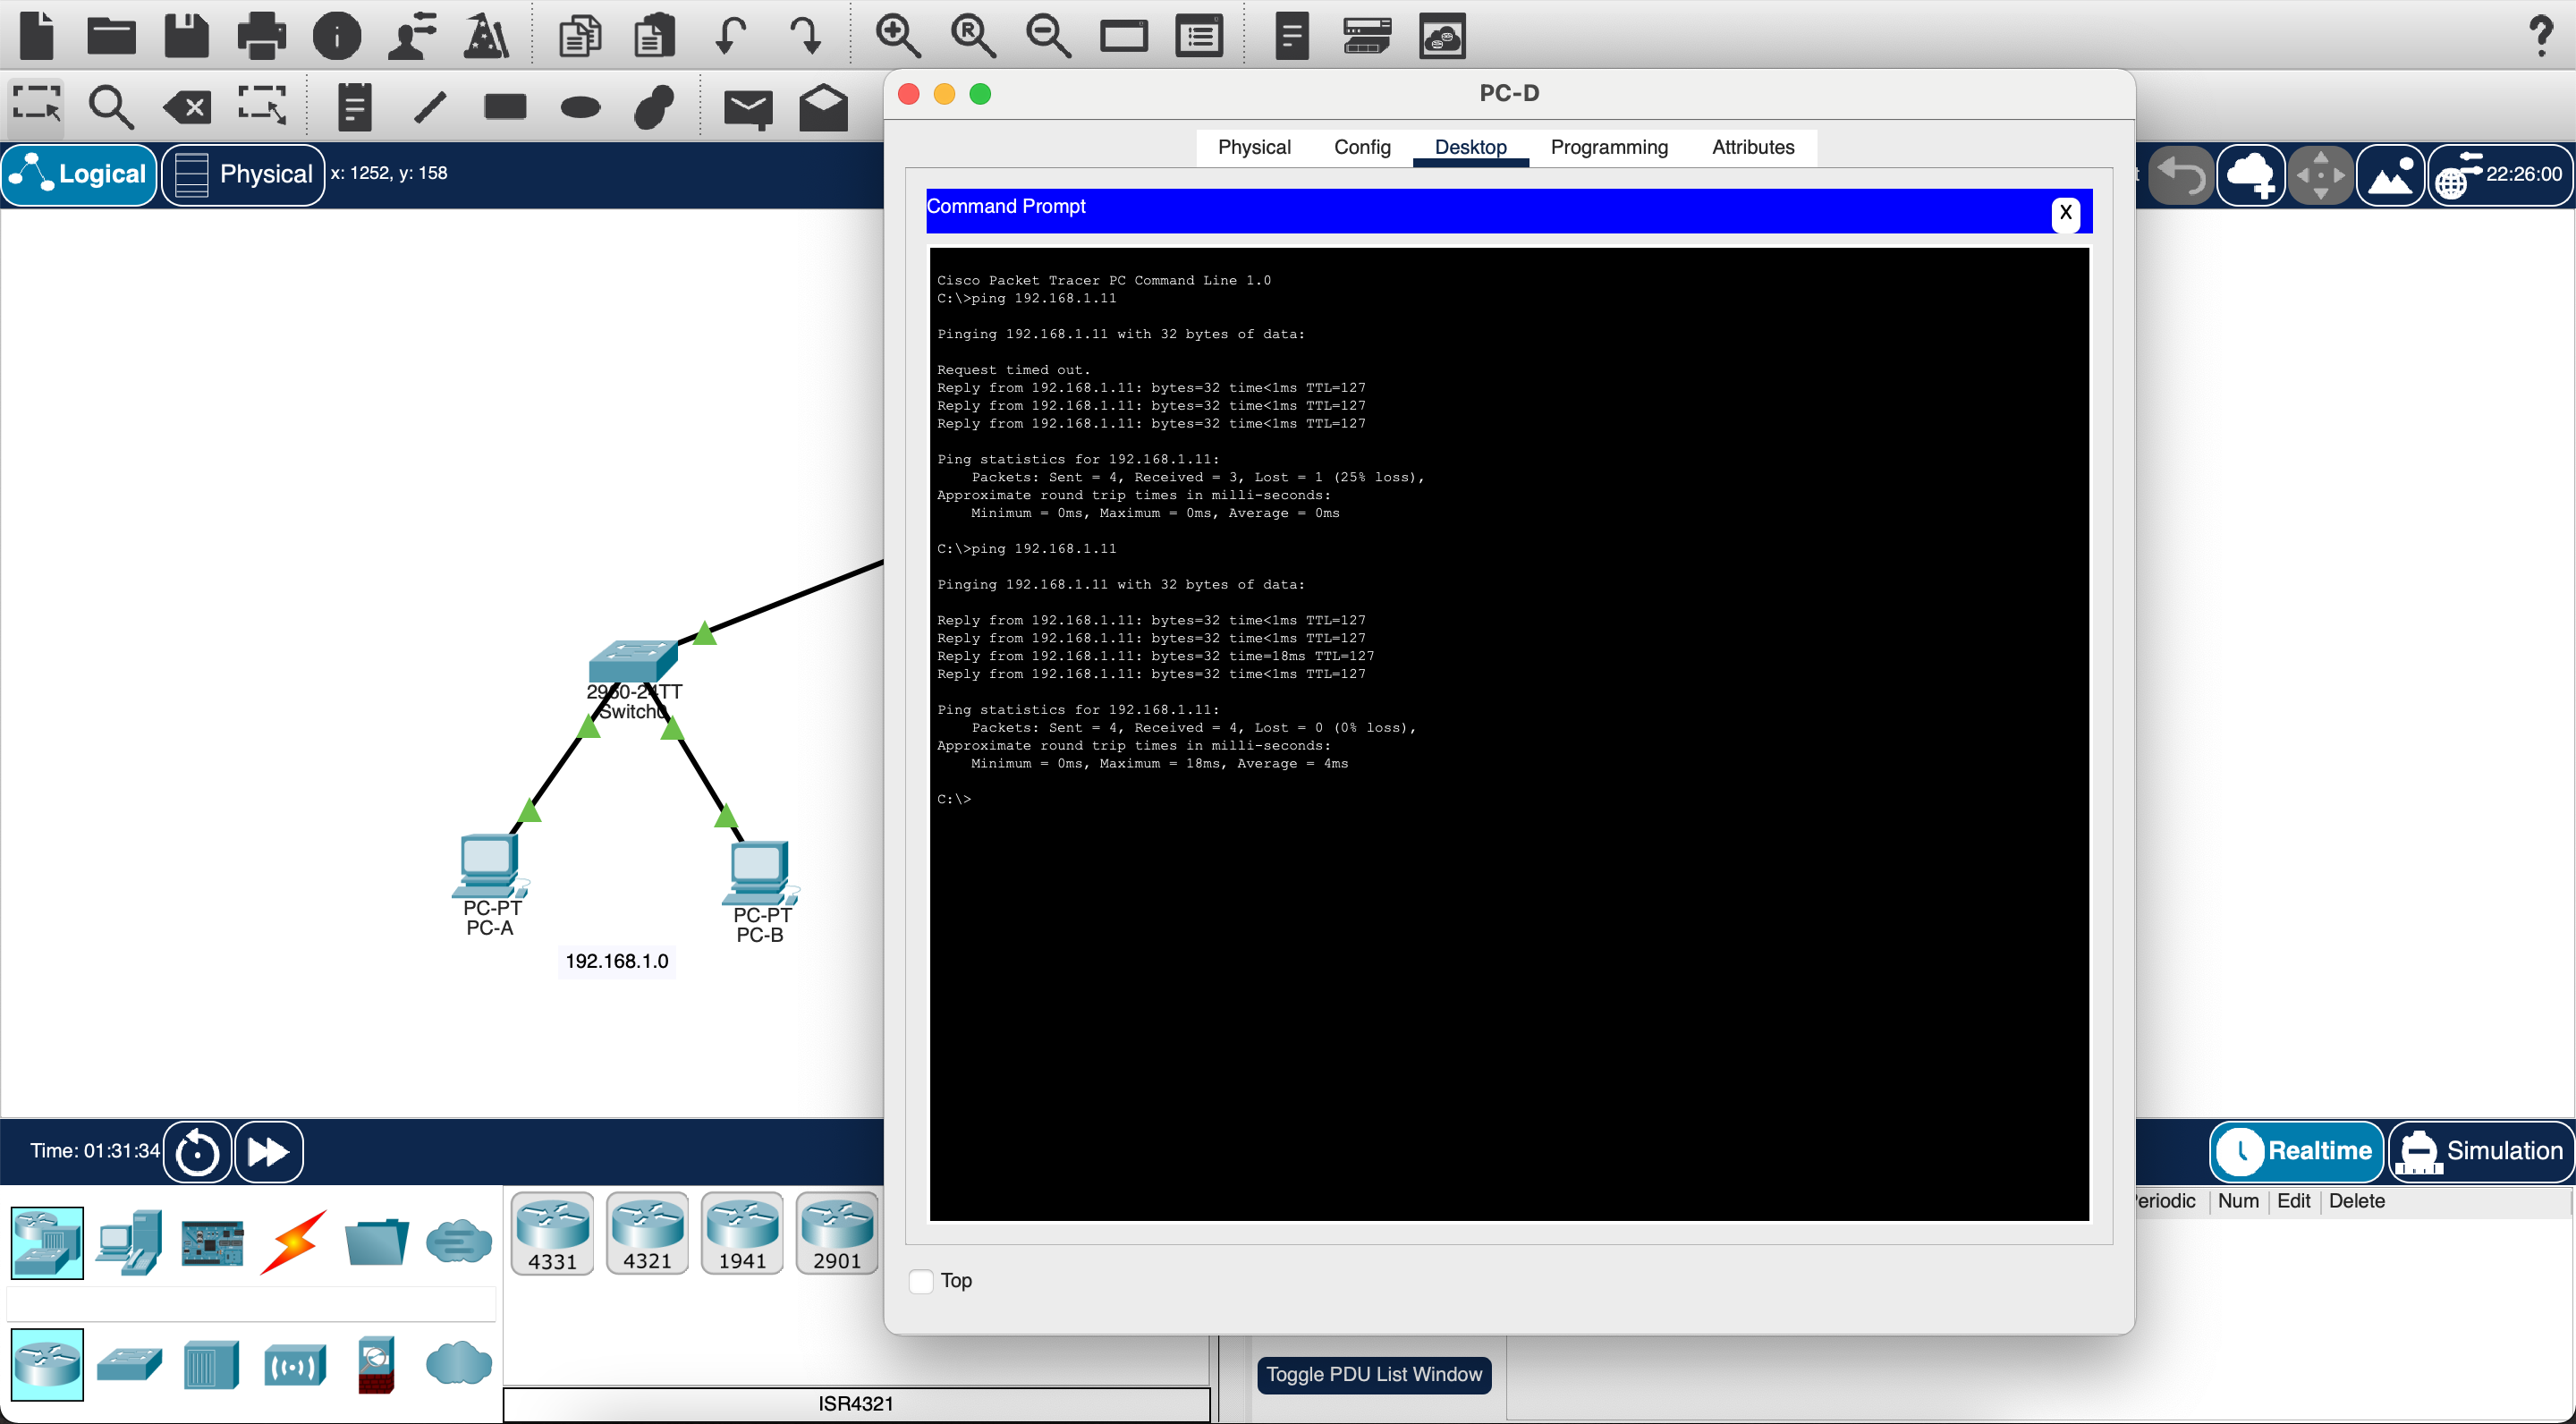 PC-D
Physical Config Desktop Programming Attributes
Logical
Physical
x: 1252, y: 158
22:26:00
Command Prompt
X
Cisco Packet Tracer PC Command Line 1.0
C:\>ping 192.168.1.11
Pinging 192.168.1.11 with 32 bytes of data:
Request timed out.
Reply from 192.168.1.11: bytes=32 time<1ms TTL=127
Reply from 192.168.1.11: bytes=32 time<1ms TTL=127
Reply from 192.168.1.11: bytes=32 time<1ms TTL=127
Ping statistics for 192.168.1.11:
Packets: Sent = 4, Received = 3, Lost = 1 (25% loss),
Approximate round trip times in milli-seconds:
Minimum = 0ms, Maximum = 0ms, Average = 0ms
C:\>ping 192.168.1.11
Pinging 192.168.1.11 with 32 bytes of data:
Reply from 192.168.1.11: bytes=32 time<1ms TTL=127
Reply from 192.168.1.11: bytes=32 time<1ms TTL=127
Reply from 192.168.1.11: bytes=32 time=18ms TTL=127
Reply from 192.168.1.11: bytes=32 time<1ms TTL=127
Ping statistics for 192.168.1.11:
Packets: Sent = 4, Received = 4, Lost = 0 (0% loss),
Approximate round trip times in milli-seconds:
Minimum = 0ms, Maximum = 18ms, Average = 4ms
C:\>
2960-24TT
Switch0
PC-PT
PC-A
PC-PT
PC-B
192.168.1.0
Time: 01:31:34
Realtime
Simulation
Periodic Num Edit Delete
4331 4321 1941 2901
Top
Toggle PDU List Window
ISR4321